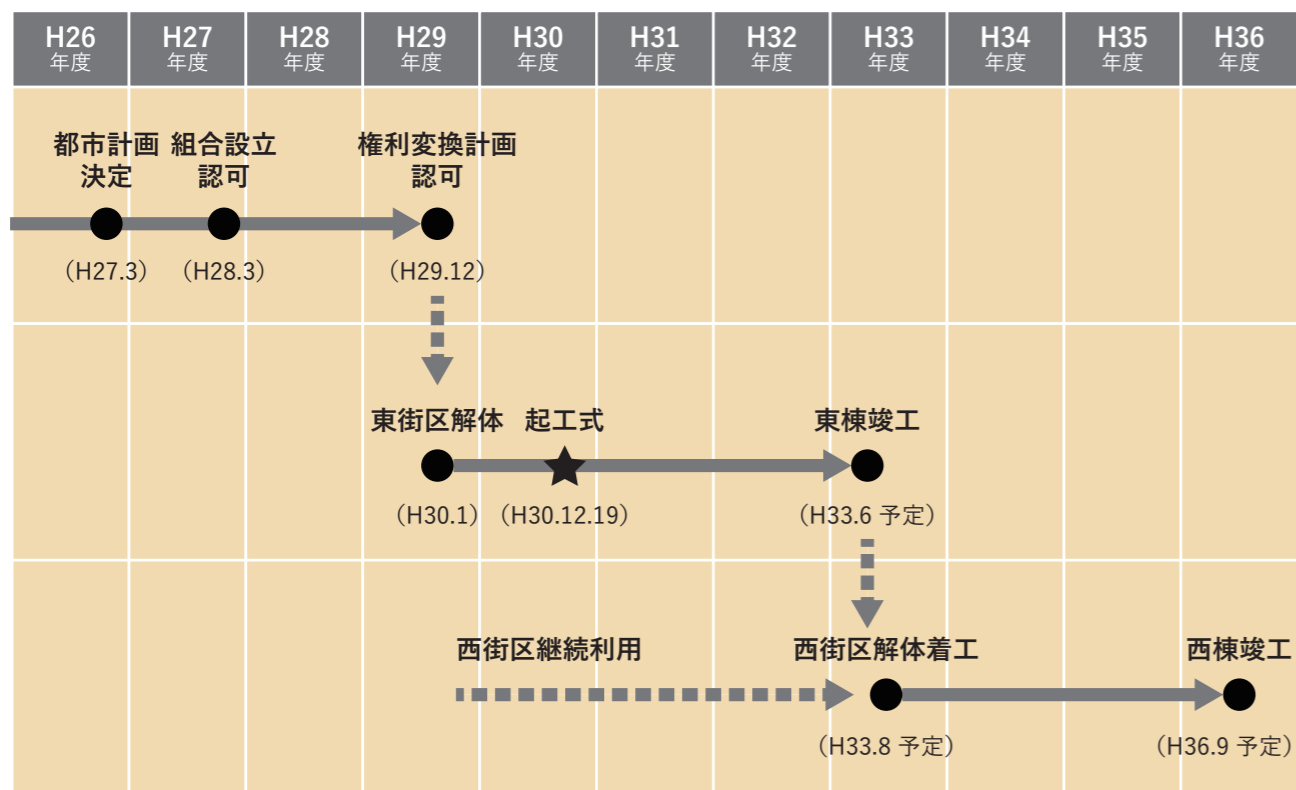 H26 H27 H28 H29 H30 H31 H32 H33 H34 H35 H36
年度 年度 年度 年度 年度 年度 年度 年度 年度 年度 年度
都市計画 組合設立 権利変換計画
決定 認可 認可
（H27.3） （H28.3） （H29.12）
東街区解体 起工式 東棟竣工
（H30.1） （H30.12.19） （H33.6 予定）
西街区継続利用 西街区解体着工 西棟竣工
（H33.8 予定） （H36.9 予定）